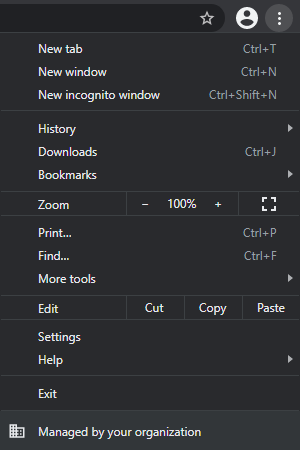 New tab Ctrl+T
New window Ctrl+N
New incognito window Ctrl+Shift+N
History
Downloads Ctrl+J
Bookmarks
Zoom − 100% +
Print... Ctrl+P
Find... Ctrl+F
More tools
Edit Cut Copy Paste
Settings
Help
Exit
Managed by your organization